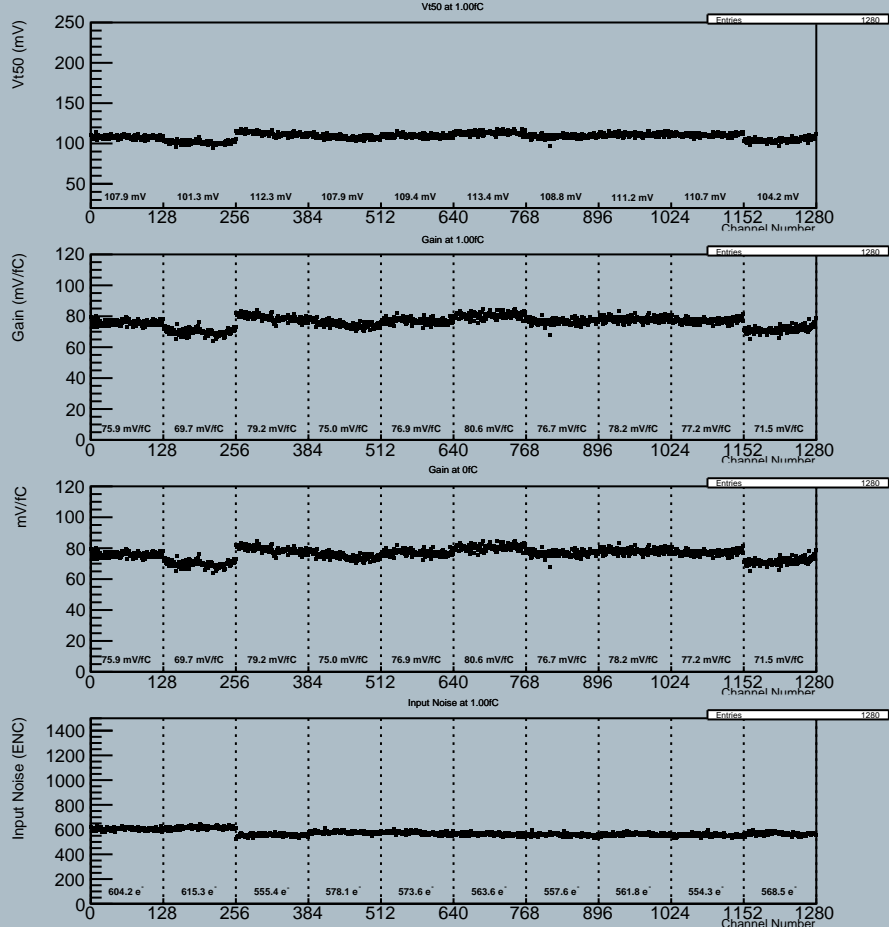 Vt50 at 1.00fC
Entries 1280
Vt50 (mV)
250
200
150
100
50
107.9 mV 101.3 mV 112.3 mV 107.9 mV 109.4 mV 113.4 mV 108.8 mV 111.2 mV 110.7 mV 104.2 mV
0 128 256 384 512 640 768 896 1024 1152 1280
Channel Number
Gain at 1.00fC
Entries 1280
Gain (mV/fC)
120
100
80
60
40
20
0
75.9 mV/fC 69.7 mV/fC 79.2 mV/fC 75.0 mV/fC 76.9 mV/fC 80.6 mV/fC 76.7 mV/fC 78.2 mV/fC 77.2 mV/fC 71.5 mV/fC
0 128 256 384 512 640 768 896 1024 1152 1280
Channel Number
Gain at 0fC
Entries 1280
mV/fC
120
100
80
60
40
20
0
75.9 mV/fC 69.7 mV/fC 79.2 mV/fC 75.0 mV/fC 76.9 mV/fC 80.6 mV/fC 76.7 mV/fC 78.2 mV/fC 77.2 mV/fC 71.5 mV/fC
0 128 256 384 512 640 768 896 1024 1152 1280
Channel Number
Input Noise at 1.00fC
Entries 1280
Input Noise (ENC)
1400
1200
1000
800
600
400
200
0
604.2 e⁻ 615.3 e⁻ 555.4 e⁻ 578.1 e⁻ 573.6 e⁻ 563.6 e⁻ 557.6 e⁻ 561.8 e⁻ 554.3 e⁻ 568.5 e⁻
0 128 256 384 512 640 768 896 1024 1152 1280
Channel Number